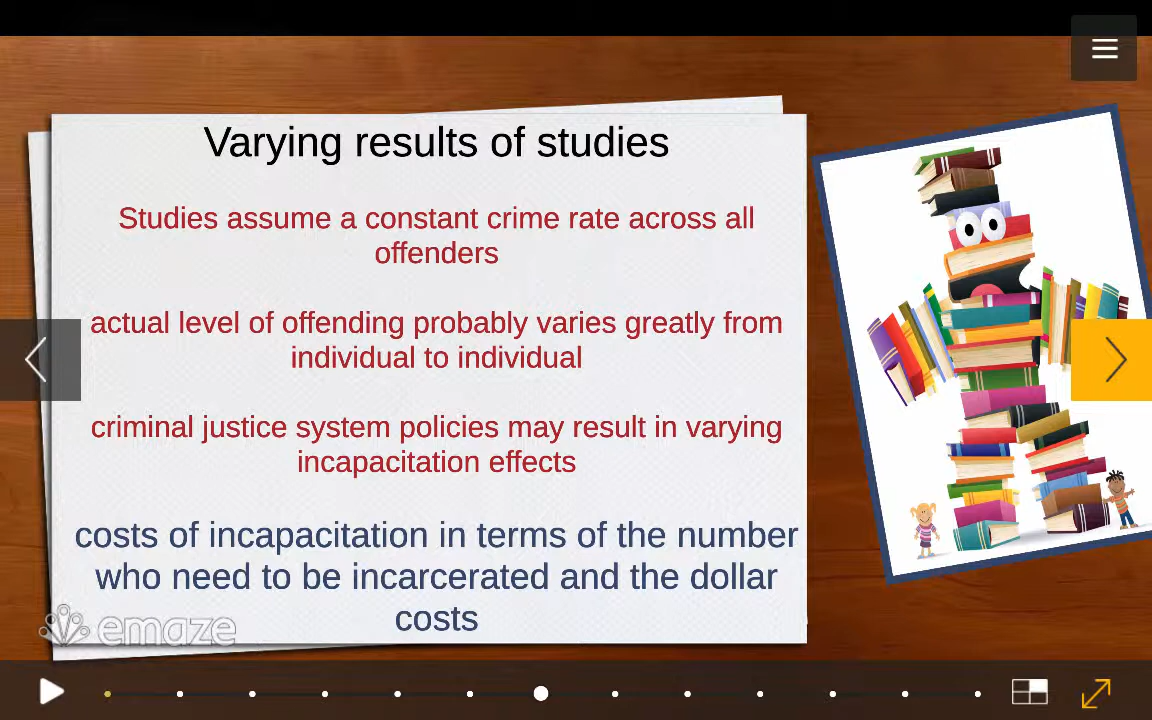 Varying results of studies
Studies assume a constant crime rate across all
offenders
actual level of offending probably varies greatly from
individual to individual
criminal justice system policies may result in varying
incapacitation effects
costs of incapacitation in terms of the number
who need to be incarcerated and the dollar
costs
emaze